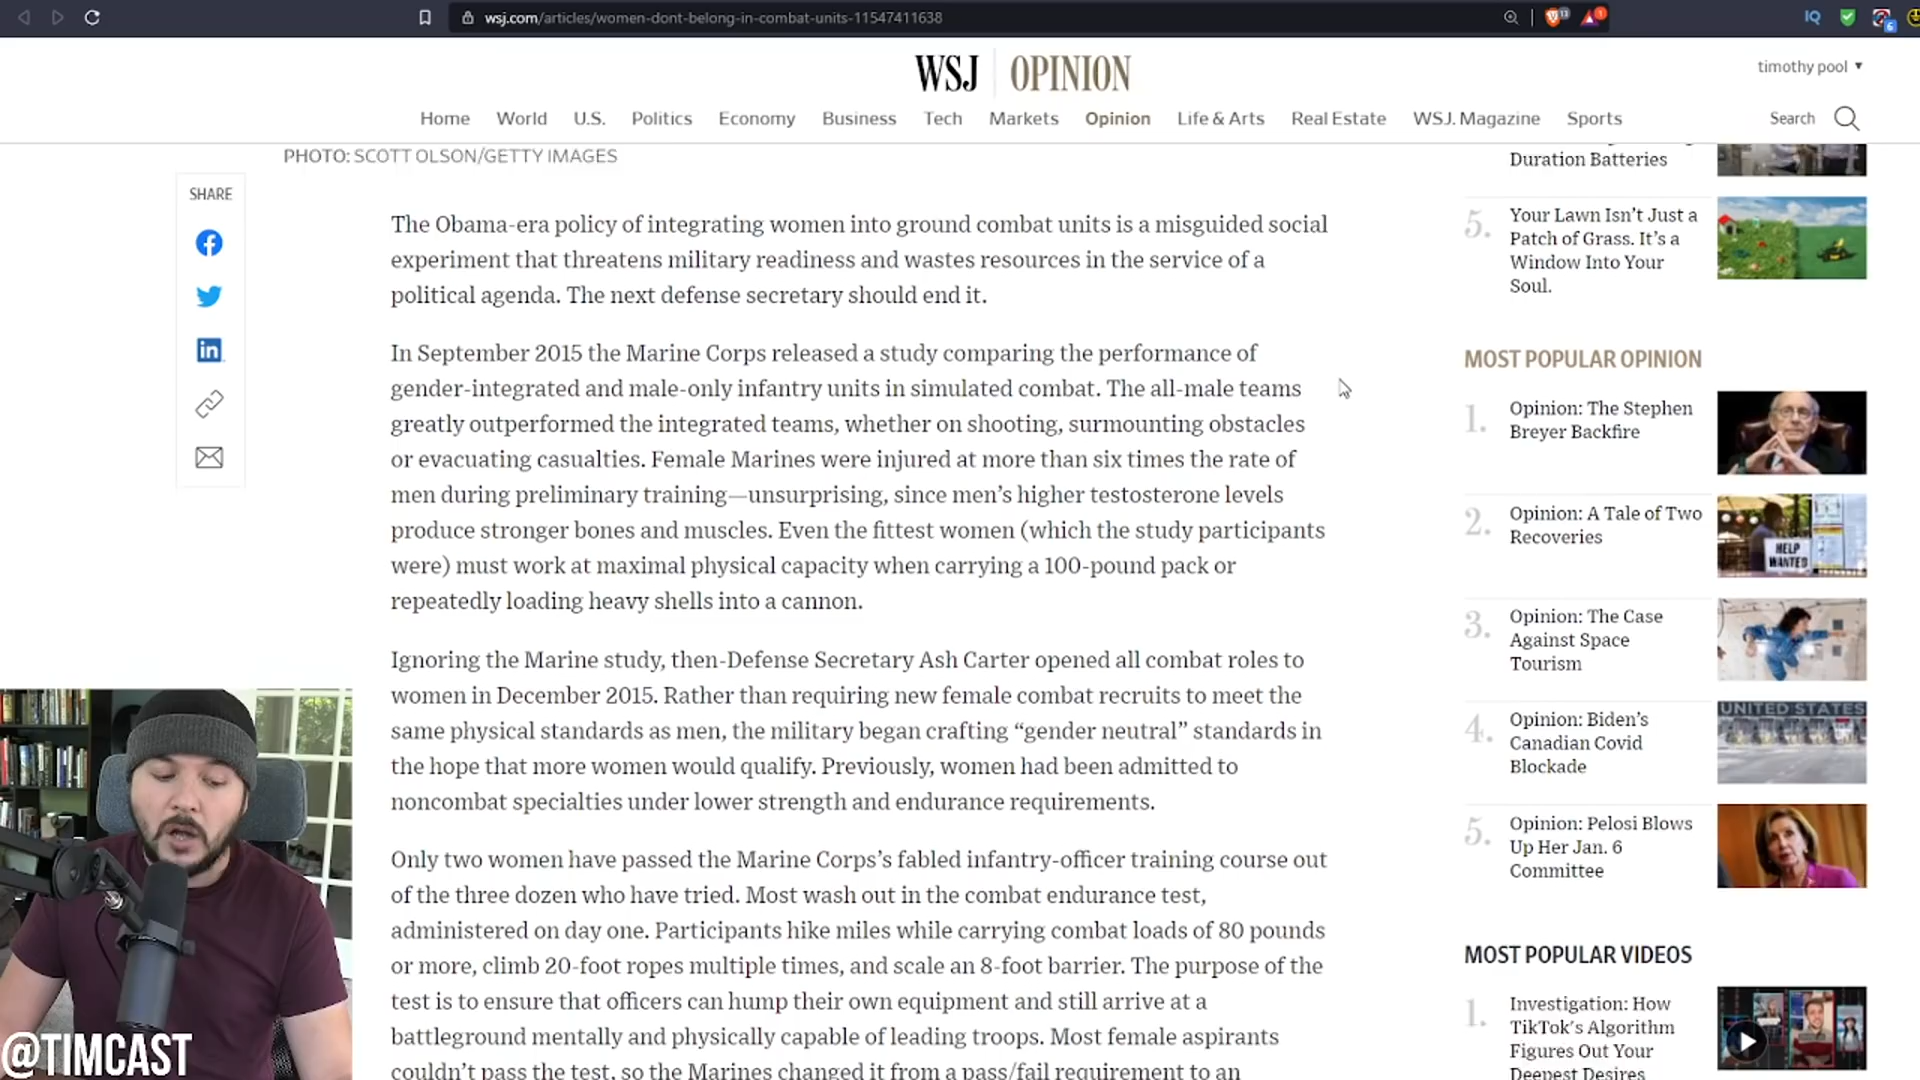 wsj.com/articles/women-dont-belong-in-combat-units-11547411638
13
1
IQ
6
WSJ OPINION
timothy pool
Home World U.S. Politics Economy Business Tech Markets Opinion Life & Arts Real Estate WSJ. Magazine Sports
Search
PHOTO: SCOTT OLSON/GETTY IMAGES
SHARE
The Obama-era policy of integrating women into ground combat units is a misguided social
experiment that threatens military readiness and wastes resources in the service of a
political agenda. The next defense secretary should end it.
In September 2015 the Marine Corps released a study comparing the performance of
gender-integrated and male-only infantry units in simulated combat. The all-male teams
greatly outperformed the integrated teams, whether on shooting, surmounting obstacles
or evacuating casualties. Female Marines were injured at more than six times the rate of
men during preliminary training—unsurprising, since men’s higher testosterone levels
produce stronger bones and muscles. Even the fittest women (which the study participants
were) must work at maximal physical capacity when carrying a 100-pound pack or
repeatedly loading heavy shells into a cannon.
Ignoring the Marine study, then-Defense Secretary Ash Carter opened all combat roles to
women in December 2015. Rather than requiring new female combat recruits to meet the
same physical standards as men, the military began crafting “gender neutral” standards in
the hope that more women would qualify. Previously, women had been admitted to
noncombat specialties under lower strength and endurance requirements.
Only two women have passed the Marine Corps’s fabled infantry-officer training course out
of the three dozen who have tried. Most wash out in the combat endurance test,
administered on day one. Participants hike miles while carrying combat loads of 80 pounds
or more, climb 20-foot ropes multiple times, and scale an 8-foot barrier. The purpose of the
test is to ensure that officers can hump their own equipment and still arrive at a
battleground mentally and physically capable of leading troops. Most female aspirants
couldn’t pass the test, so the Marines changed it from a pass/fail requirement to an
Duration Batteries
5. Your Lawn Isn’t Just a
Patch of Grass. It’s a
Window Into Your
Soul.
MOST POPULAR OPINION
1. Opinion: The Stephen
Breyer Backfire
2. Opinion: A Tale of Two
Recoveries
HELP
WANTED
3. Opinion: The Case
Against Space
Tourism
4. Opinion: Biden’s
Canadian Covid
Blockade
UNITED STATES
5. Opinion: Pelosi Blows
Up Her Jan. 6
Committee
MOST POPULAR VIDEOS
1. Investigation: How
TikTok’s Algorithm
Figures Out Your
Deepest Desires
@TIMCAST